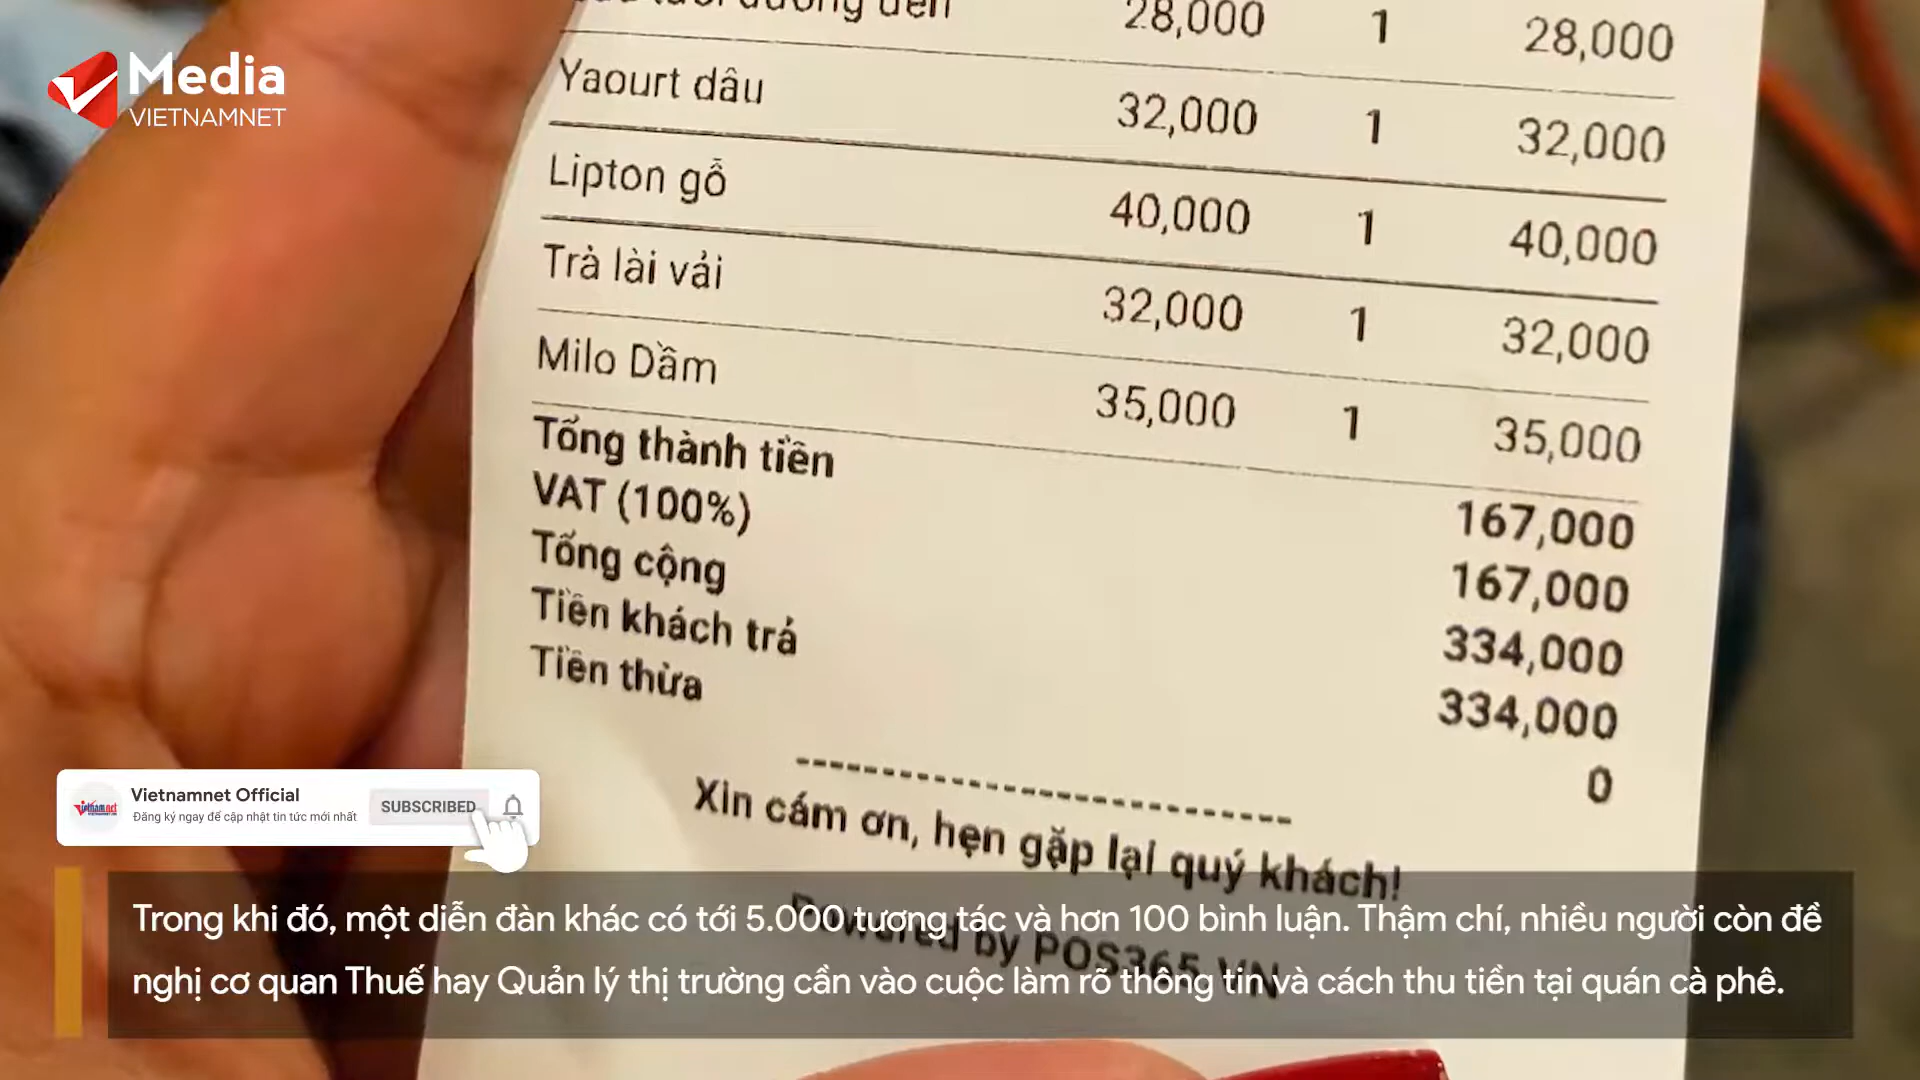 Media
VIETNAMNET
28,000 1 28,000
Yaourt dâu 32,000 1 32,000
Lipton gỗ 40,000 1 40,000
Trà lài vải 32,000 1 32,000
Milo Dầm 35,000 1 35,000
Tổng thành tiền 167,000
VAT (100%) 167,000
Tổng cộng 334,000
Tiền khách trả 334,000
Tiền thừa 0
Xin cảm ơn, hẹn gặp lại quý khách!
Powered by POS365.VN
Vietnamnet Official
Đăng ký ngay để cập nhật tin tức mới nhất
SUBSCRIBED
vietnamnet
Trong khi đó, một diễn đàn khác có tới 5.000 tương tác và hơn 100 bình luận. Thậm chí, nhiều người còn đề
nghị cơ quan Thuế hay Quản lý thị trường cần vào cuộc làm rõ thông tin và cách thu tiền tại quán cà phê.